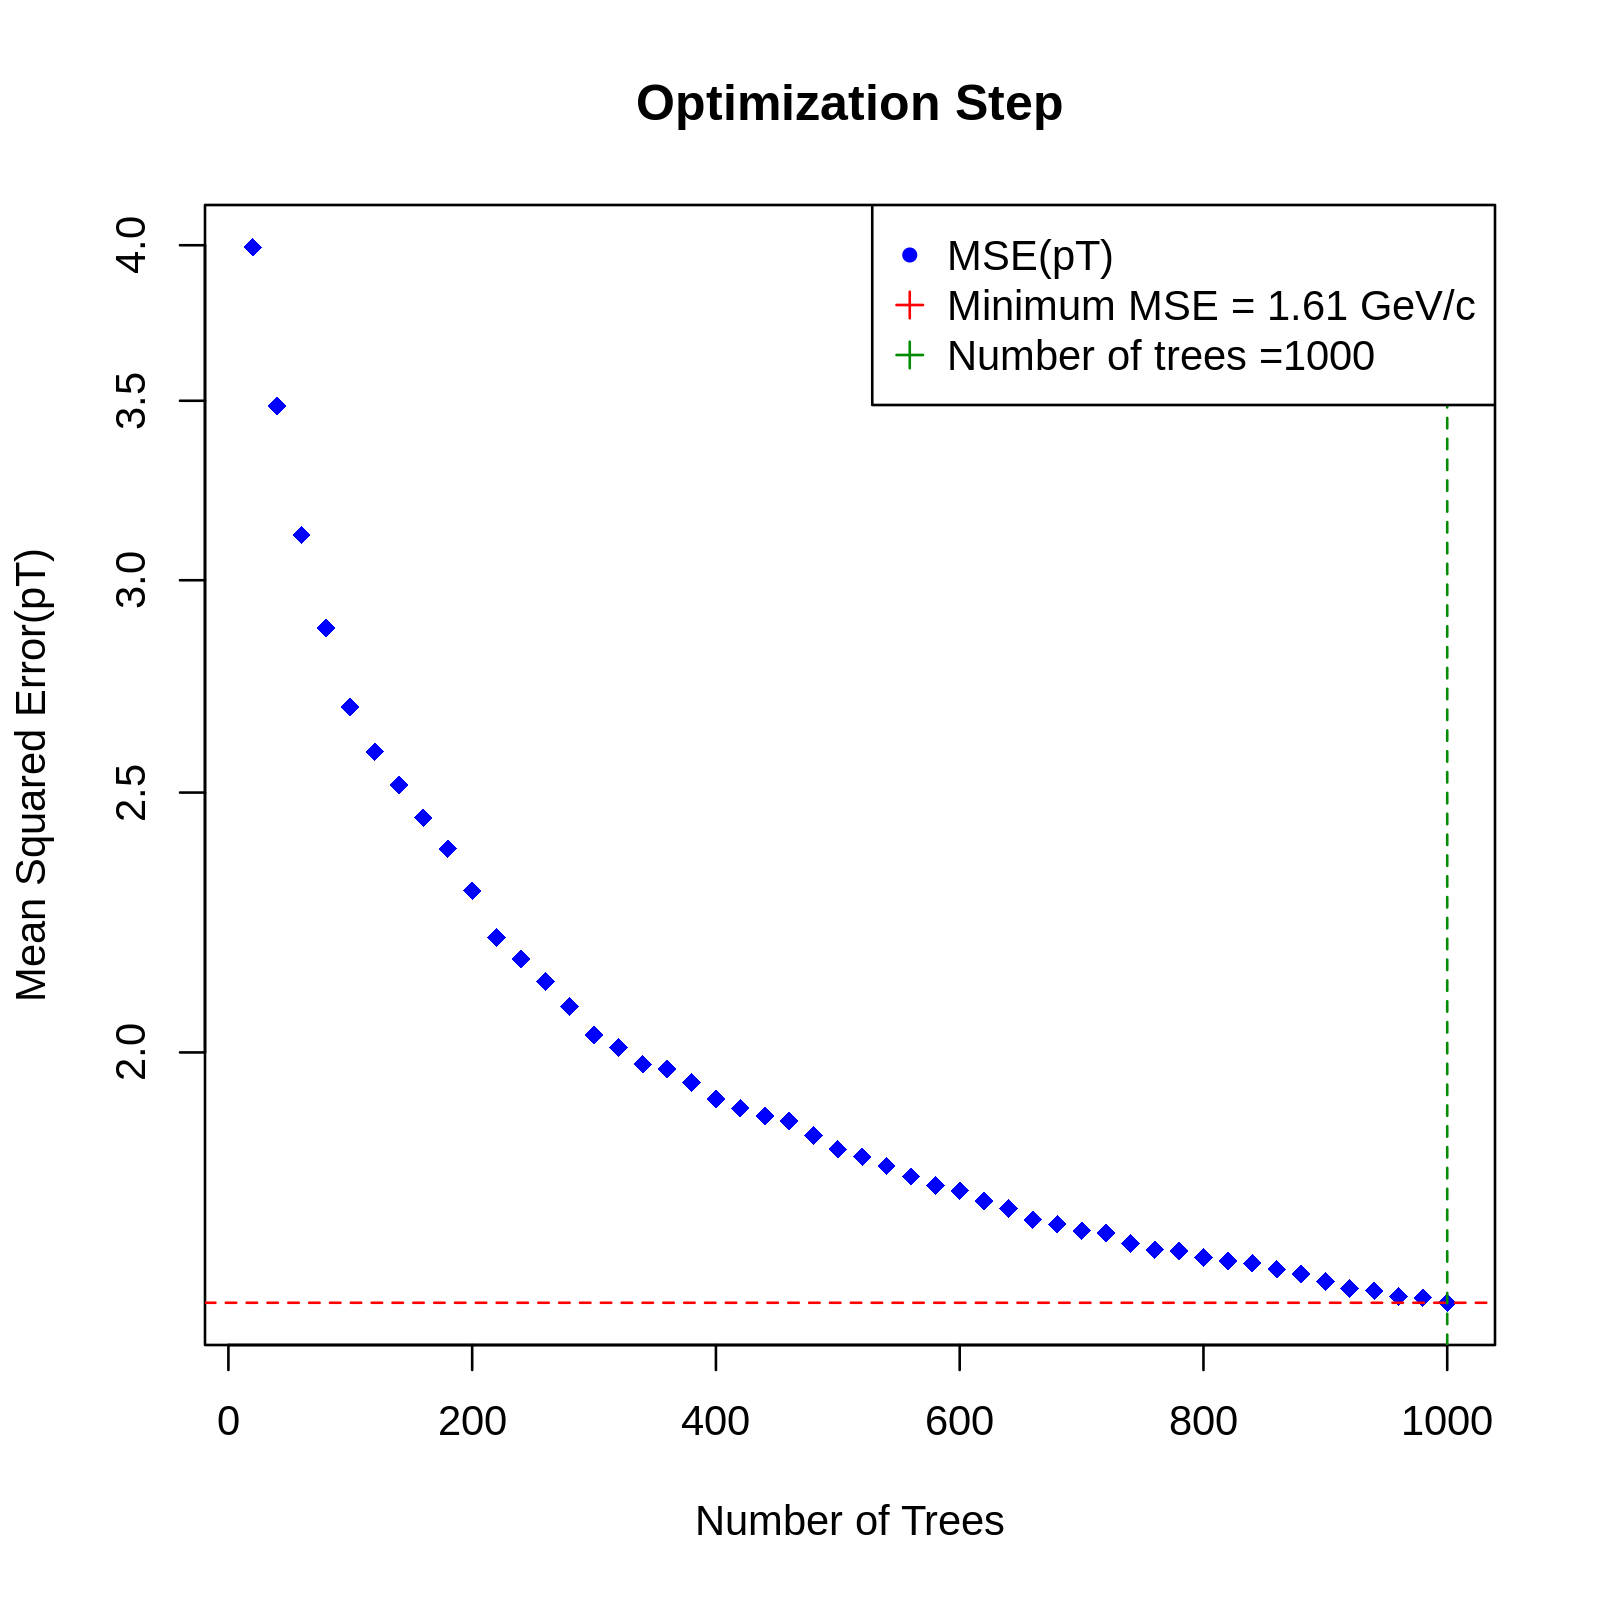 Optimization Step
MSE(pT)
Minimum MSE = 1.61 GeV/c
Number of trees =1000
Mean Squared Error(pT)
4.0
3.5
3.0
2.5
2.0
0 200 400 600 800 1000
Number of Trees